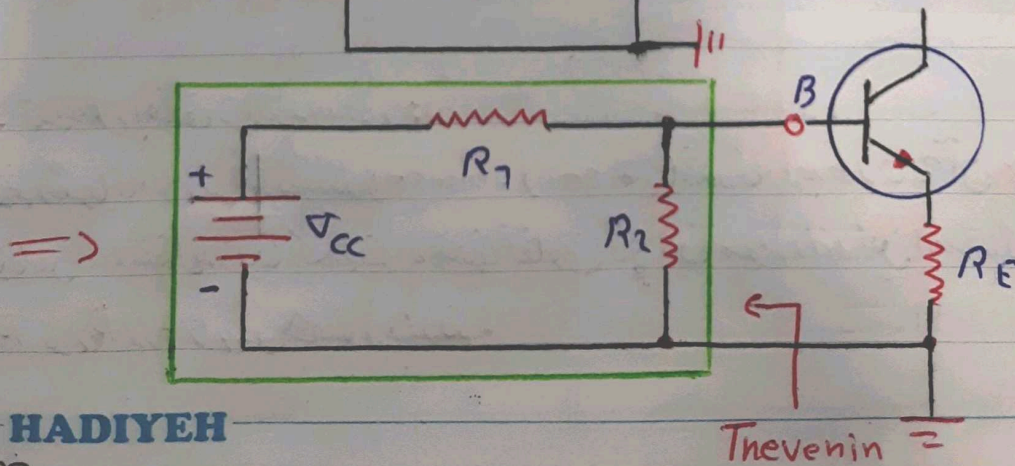 B
R1
+
VCC
R2
=>
-
RE
HADIYEH
Thevenin